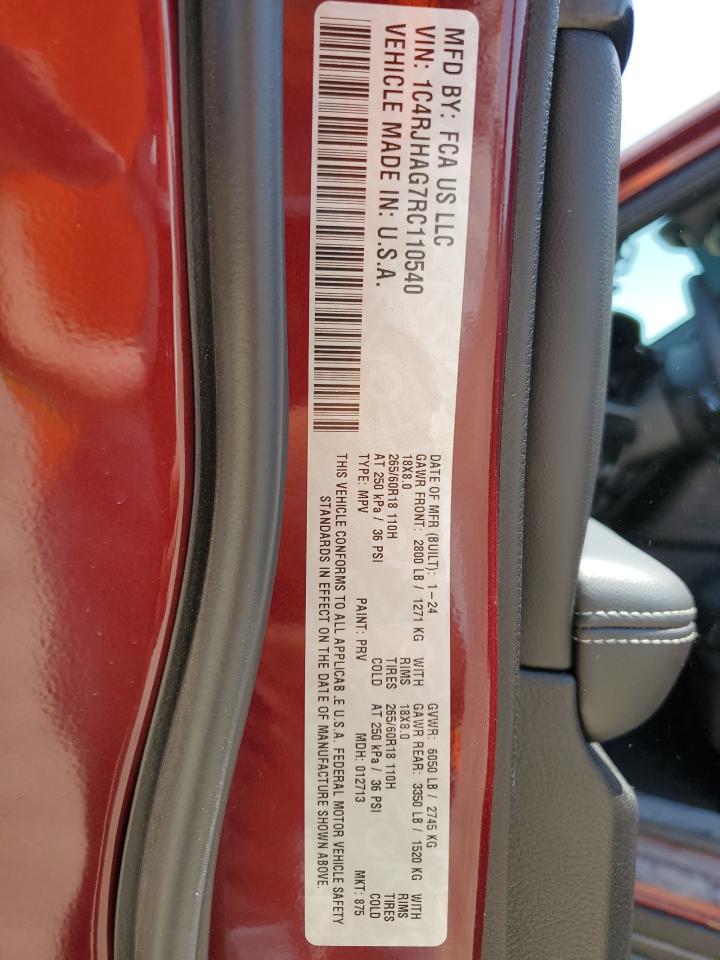 MFD BY: FCA US LLC
VIN: 1C4RJHAG7RC110540
VEHICLE MADE IN: U.S.A.
DATE OF MFR (BUILT): 1-24 GVWR: 6050 LB / 2745 KG
GAWR FRONT: 2800 LB / 1271 KG WITH GAWR REAR: 3350 LB / 1520 KG WITH
18X8.0 RIMS 18X8.0 RIMS
265/60R18 110H TIRES 265/60R18 110H TIRES
AT 250 kPa / 36 PSI COLD AT 250 kPa / 36 PSI COLD
TYPE: MPV PAINT: PRV MDH: 012713 MKT: 875
THIS VEHICLE CONFORMS TO ALL APPLICAB_E U.S.A. FEDERAL MOTOR VEHICLE SAFETY
STANDARDS IN EFFECT ON THE DATE OF MANUFACTURE SHOWN ABOVE.